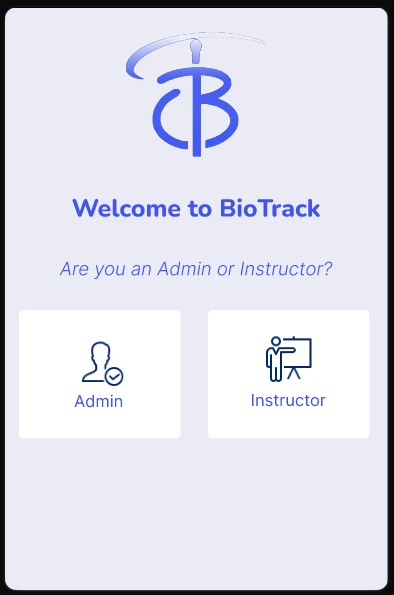 Welcome to BioTrack
Are you an Admin or Instructor?
Admin
Instructor